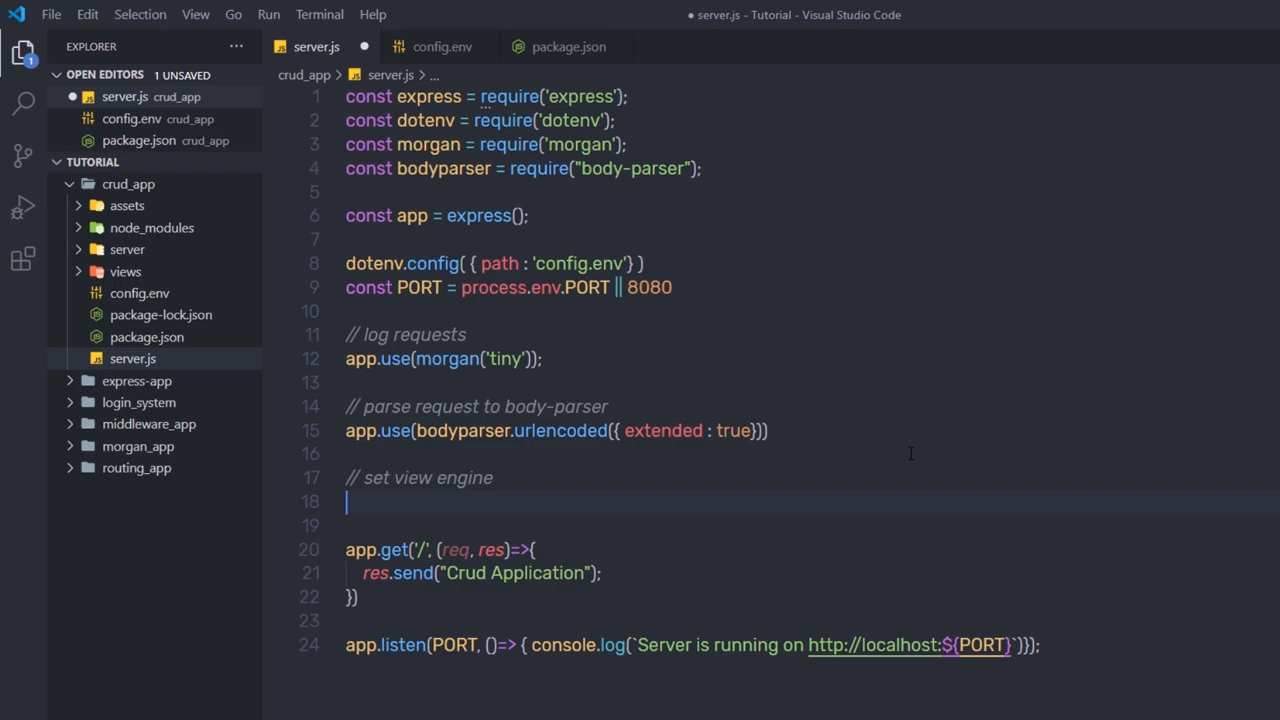 File Edit Selection View Go Run Terminal Help
● server.js - Tutorial - Visual Studio Code
1
EXPLORER
...
OPEN EDITORS 1 UNSAVED
server.js crud_app
config.env crud_app
package.json crud_app
TUTORIAL
crud_app
assets
node_modules
server
views
config.env
package-lock.json
package.json
JS server.js
express-app
login_system
middleware_app
morgan_app
routing_app
JS server.js ● config.env package.json
crud_app > JS server.js > ...
1 const express = require('express');
2 const dotenv = require('dotenv');
3 const morgan = require('morgan');
4 const bodyparser = require("body-parser");
5
6 const app = express();
7
8 dotenv.config( { path : 'config.env'} )
9 const PORT = process.env.PORT || 8080
10
11 // log requests
12 app.use(morgan('tiny'));
13
14 // parse request to body-parser
15 app.use(bodyparser.urlencoded({ extended : true}))
16
17 // set view engine
18
19
20 app.get('/', (req, res)=>{
21 res.send("Crud Application");
22 })
23
24 app.listen(PORT, ()=> { console.log(`Server is running on http://localhost:${PORT}`)});